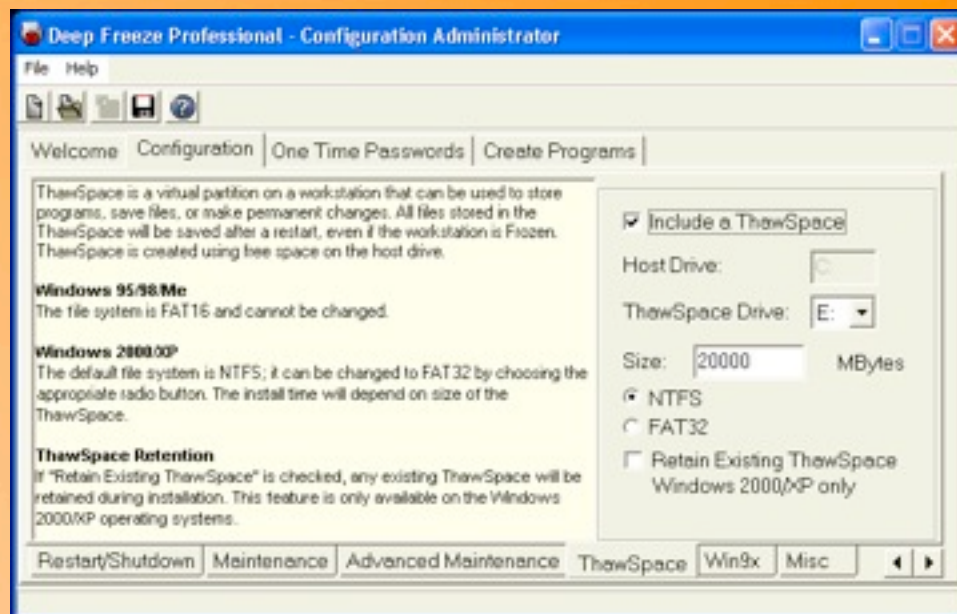 Deep Freeze Professional - Configuration Administrator
File Help
Welcome Configuration One Time Passwords Create Programs
ThawSpace is a virtual partition on a workstation that can be used to store
programs, save files, or make permanent changes. All files stored in the
ThawSpace will be saved after a restart, even if the workstation is Frozen.
ThawSpace is created using free space on the host drive.
Windows 95/98/Me
The file system is FAT16 and cannot be changed.
Windows 2000/XP
The default file system is NTFS; it can be changed to FAT32 by choosing the
appropriate radio button. The install time will depend on size of the
ThawSpace.
ThawSpace Retention
If "Retain Existing ThawSpace" is checked, any existing ThawSpace will be
retained during installation. This feature is only available on the Windows
2000/XP operating systems.
Include a ThawSpace
Host Drive: C:
ThawSpace Drive: E:
Size: 20000 MBytes
NTFS
FAT32
Retain Existing ThawSpace
Windows 2000/XP only
Restart/Shutdown Maintenance Advanced Maintenance ThawSpace Win9x Misc